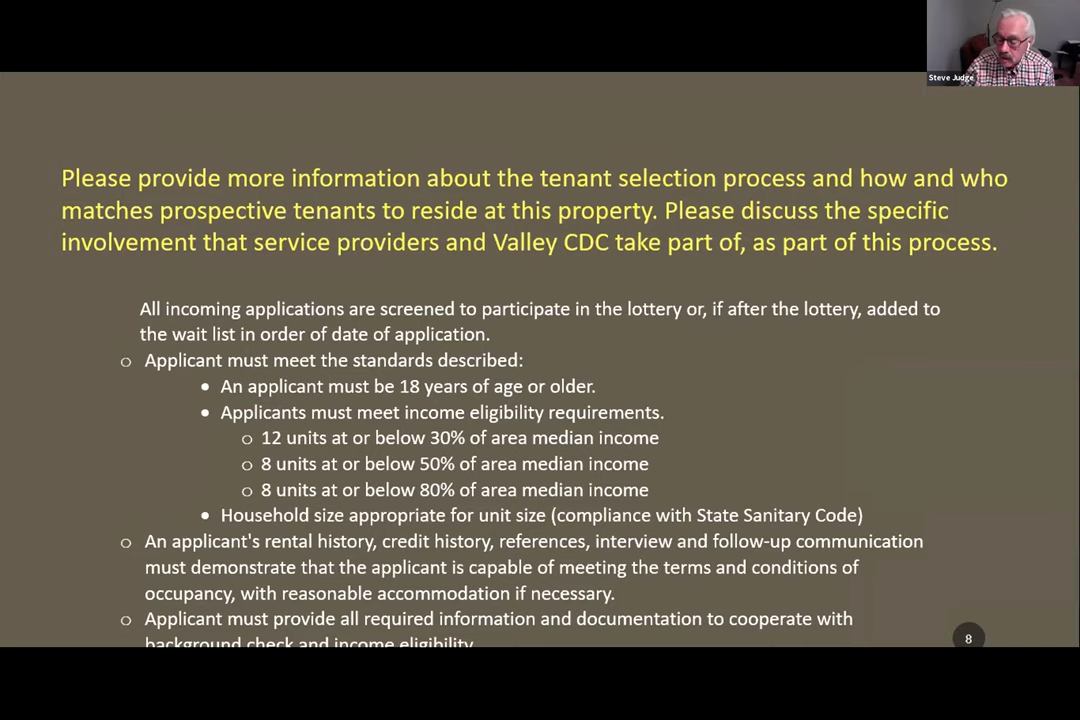 Steve Judge
Please provide more information about the tenant selection process and how and who
matches prospective tenants to reside at this property. Please discuss the specific
involvement that service providers and Valley CDC take part of, as part of this process.
All incoming applications are screened to participate in the lottery or, if after the lottery, added to
the wait list in order of date of application.
o Applicant must meet the standards described:
• An applicant must be 18 years of age or older.
• Applicants must meet income eligibility requirements.
o 12 units at or below 30% of area median income
o 8 units at or below 50% of area median income
o 8 units at or below 80% of area median income
• Household size appropriate for unit size (compliance with State Sanitary Code)
o An applicant's rental history, credit history, references, interview and follow-up communication
must demonstrate that the applicant is capable of meeting the terms and conditions of
occupancy, with reasonable accommodation if necessary.
o Applicant must provide all required information and documentation to cooperate with
background check and income eligibility.
8